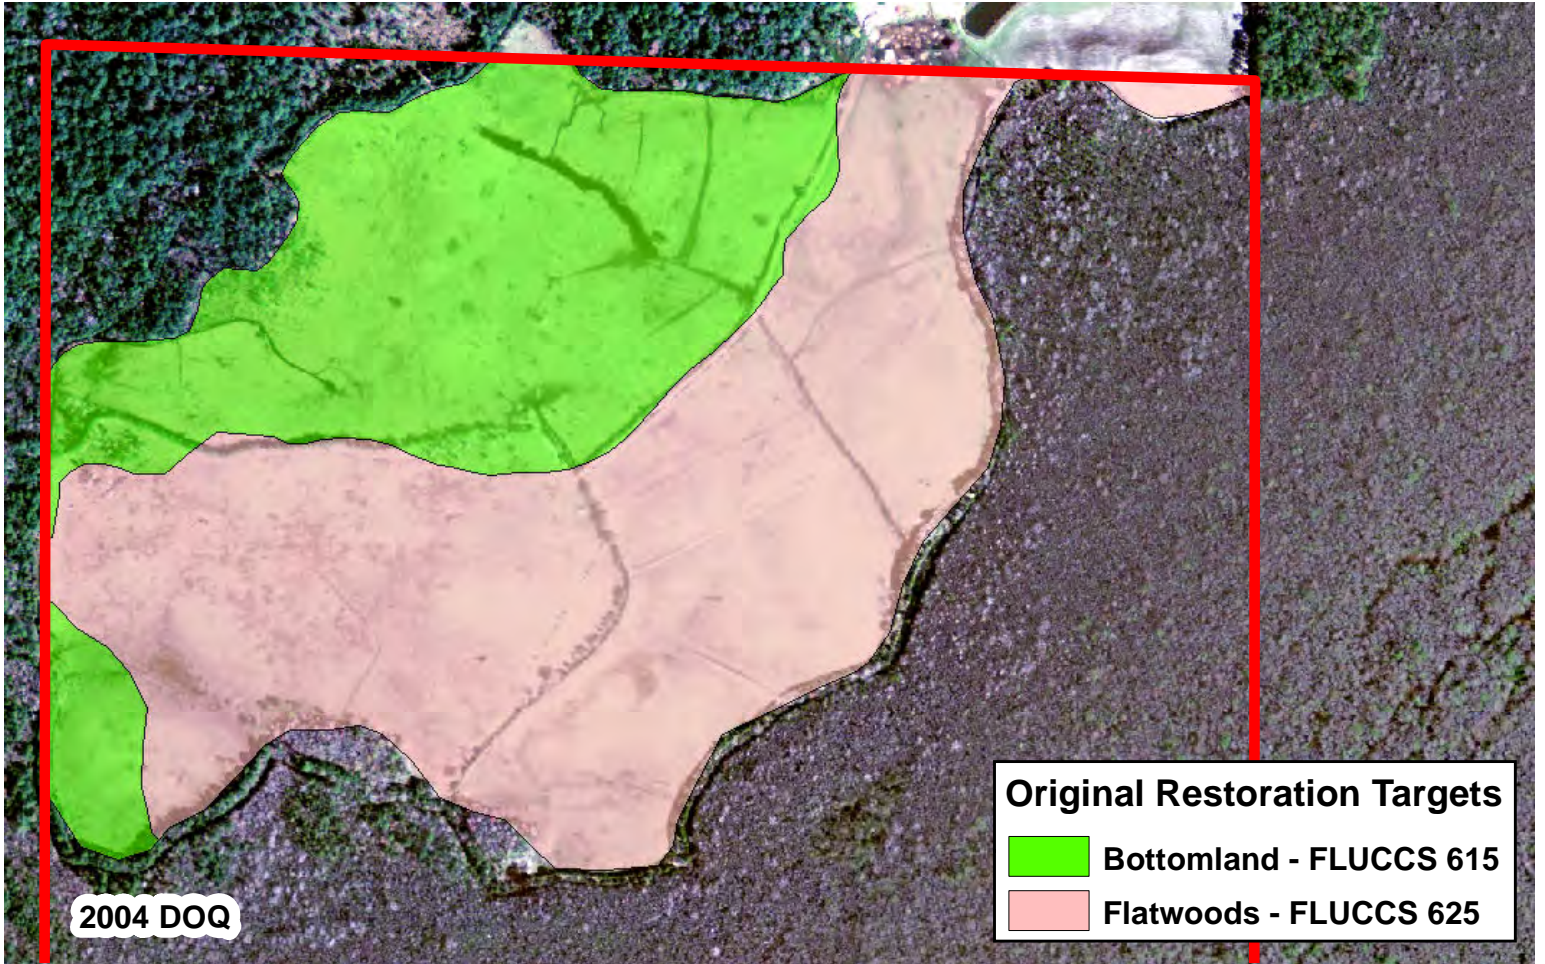 Original Restoration Targets
Bottomland - FLUCCS 615
Flatwoods - FLUCCS 625
2004 DOQ